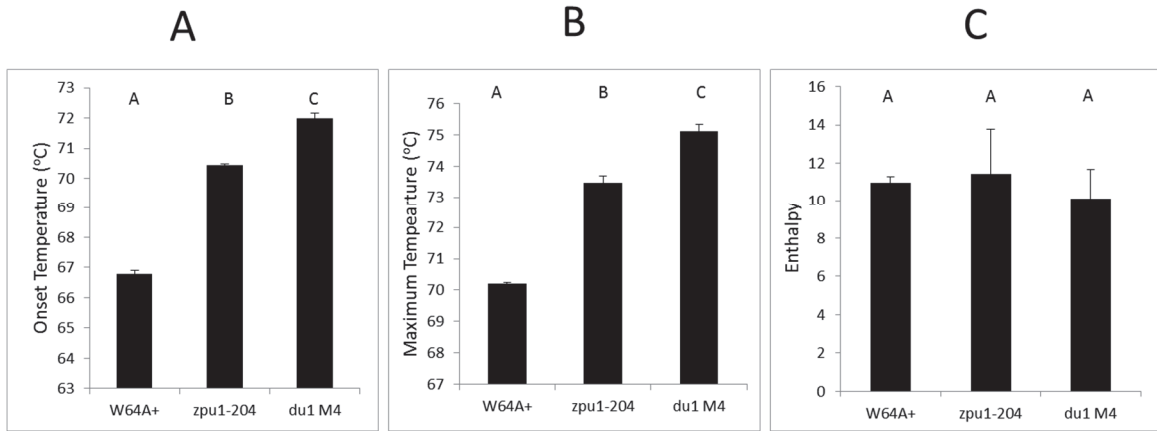 A
Onset Temperature (°C)
73
72
71
70
69
68
67
66
65
64
63
A B C
W64A+ zpu1-204 du1 M4
B
Maximum Tempearture (°C)
76
75
74
73
72
71
70
69
68
67
A B C
W64A+ zpu1-204 du1 M4
C
Enthalpy
16
14
12
10
8
6
4
2
0
A A A
W64A+ zpu1-204 du1 M4